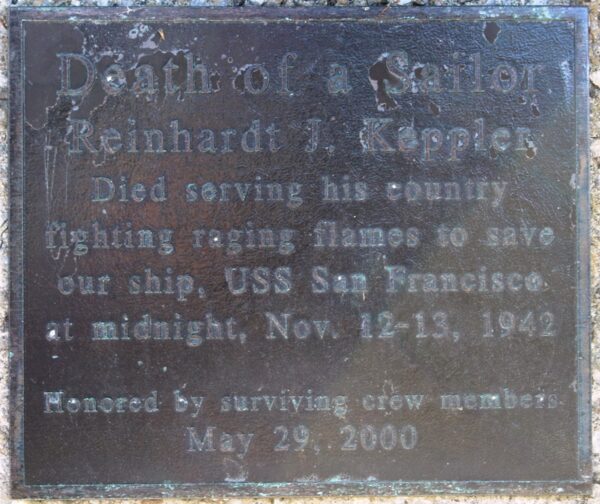 Death of a Sailor
Reinhardt J. Keppler
Died serving his country
fighting raging flames to save
our ship, USS San Francisco
at midnight, Nov. 12-13, 1942
Honored by surviving crew members
May 29, 2000